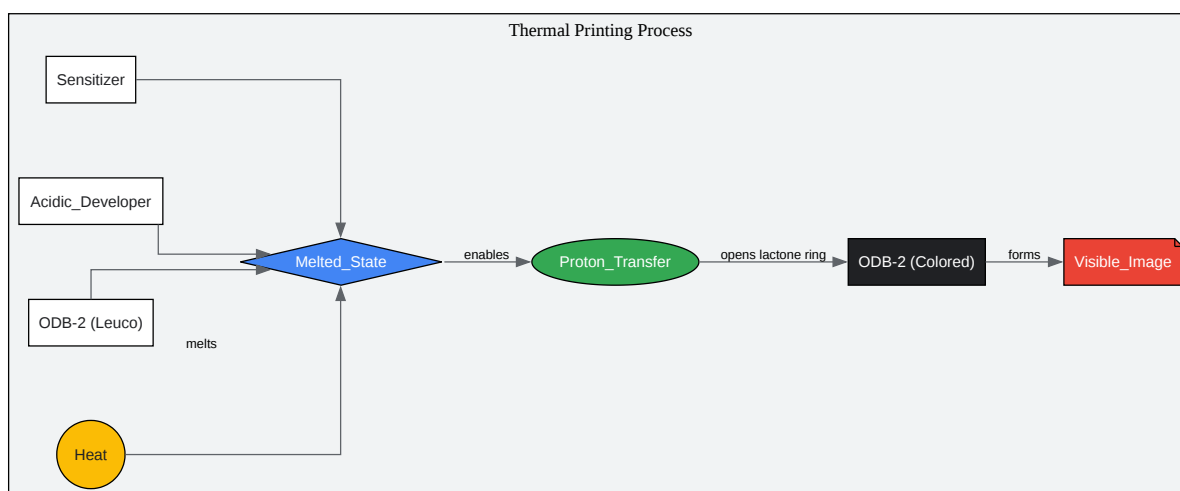 Thermal Printing Process
Sensitizer
Acidic_Developer
Melted_State
enables
Proton_Transfer
opens lactone ring
ODB-2 (Colored)
forms
Visible_Image
ODB-2 (Leuco)
melts
Heat